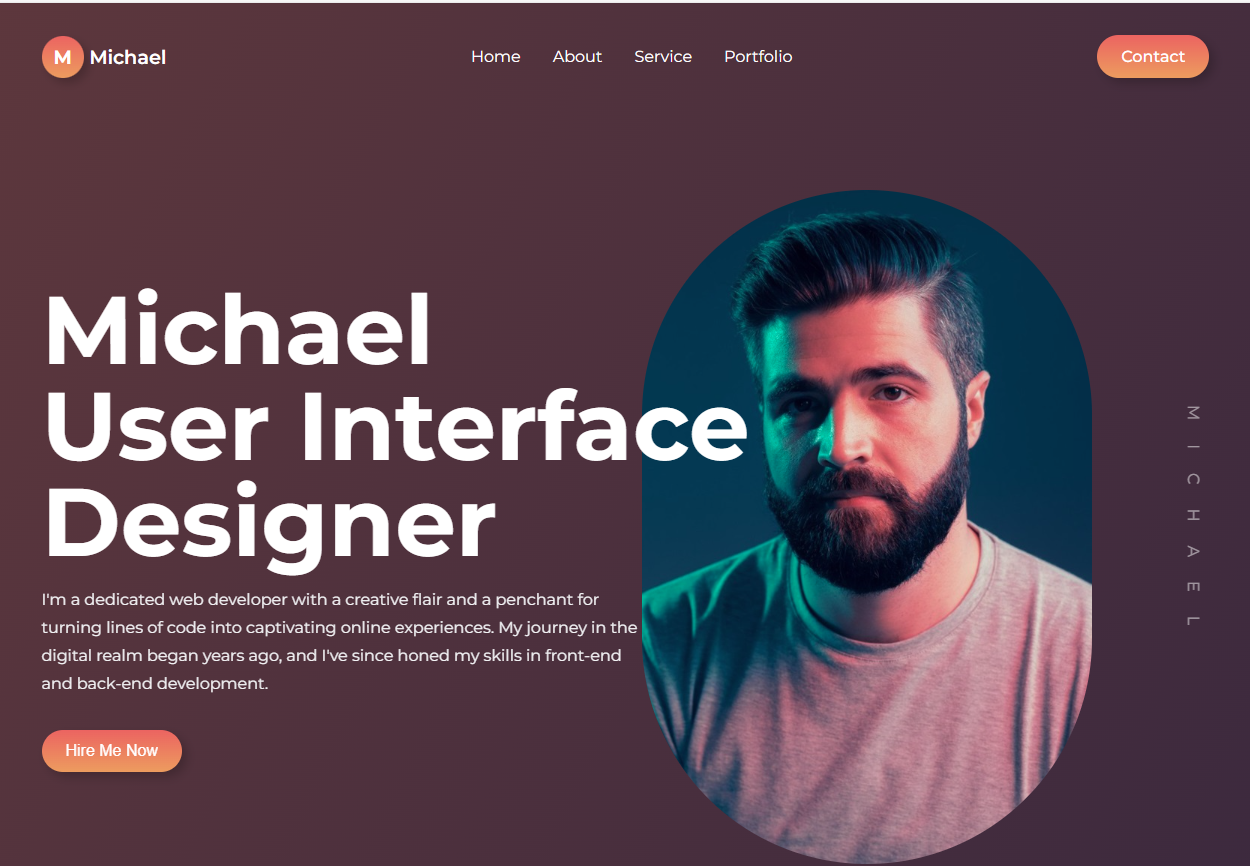 M Michael
Home About Service Portfolio
Contact
Michael
User Interface
Designer
I'm a dedicated web developer with a creative flair and a penchant for
turning lines of code into captivating online experiences. My journey in the
digital realm began years ago, and I've since honed my skills in front-end
and back-end development.
Hire Me Now
MICHAEL